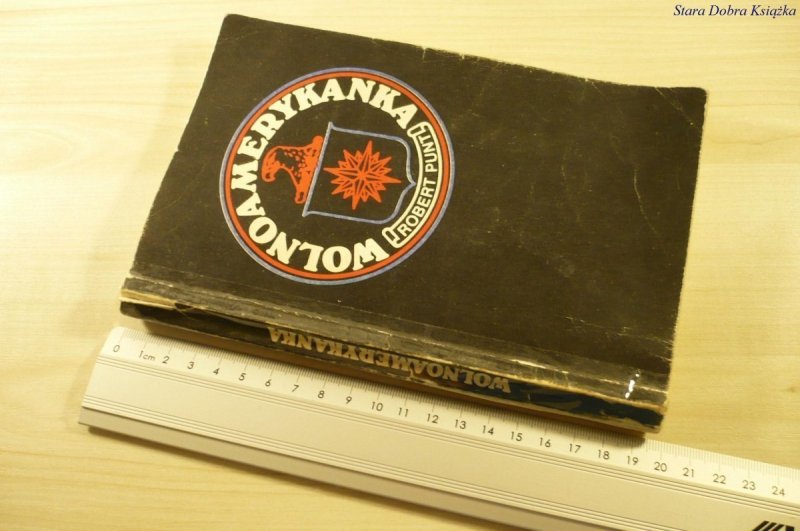 Stara Dobra Książka
WOLNOAMERYKANKA
ROBERT PUNT
WOLNOAMERYKANKA
0 1cm 2 3 4 5 6 7 8 9 10 11 12 13 14 15 16 17 18 19 20 21 22 23 24